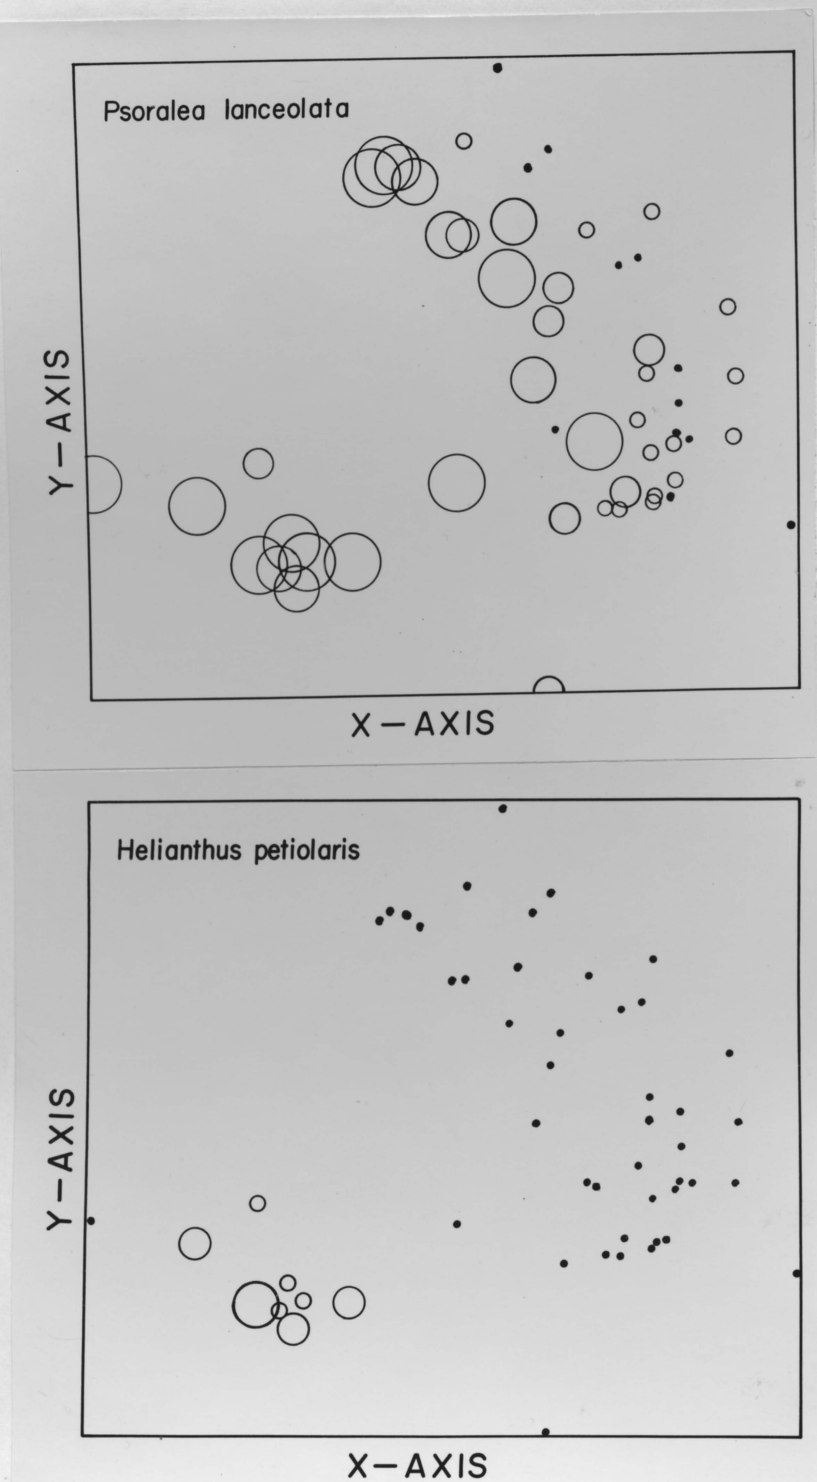 Psoralea lanceolata
Y-AXIS
X-AXIS
Helianthus petiolaris
Y-AXIS
X-AXIS